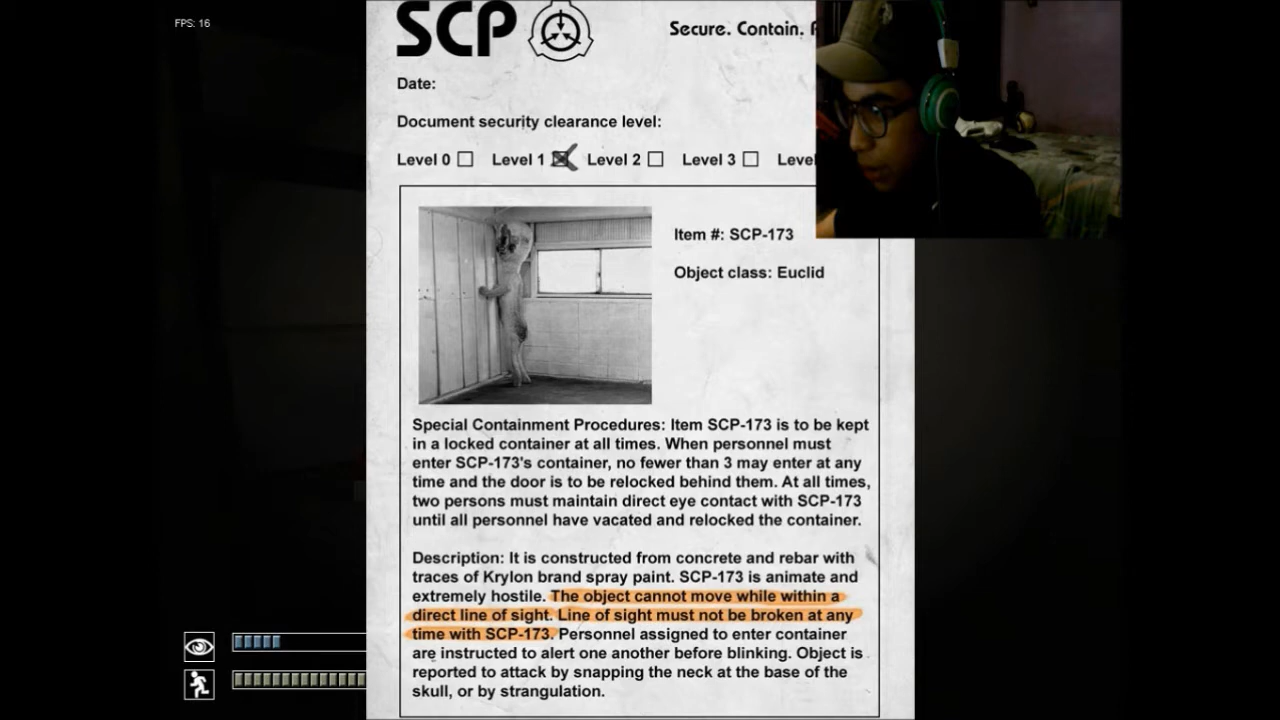 FPS: 16
SCP
Secure. Contain.
Date:
Document security clearance level:
Level 0 Level 1 Level 2 Level 3 Level
Item #: SCP-173
Object class: Euclid
Special Containment Procedures: Item SCP-173 is to be kept
in a locked container at all times. When personnel must
enter SCP-173's container, no fewer than 3 may enter at any
time and the door is to be relocked behind them. At all times,
two persons must maintain direct eye contact with SCP-173
until all personnel have vacated and relocked the container.
Description: It is constructed from concrete and rebar with
traces of Krylon brand spray paint. SCP-173 is animate and
extremely hostile. The object cannot move while within a
direct line of sight. Line of sight must not be broken at any
time with SCP-173. Personnel assigned to enter container
are instructed to alert one another before blinking. Object is
reported to attack by snapping the neck at the base of the
skull, or by strangulation.